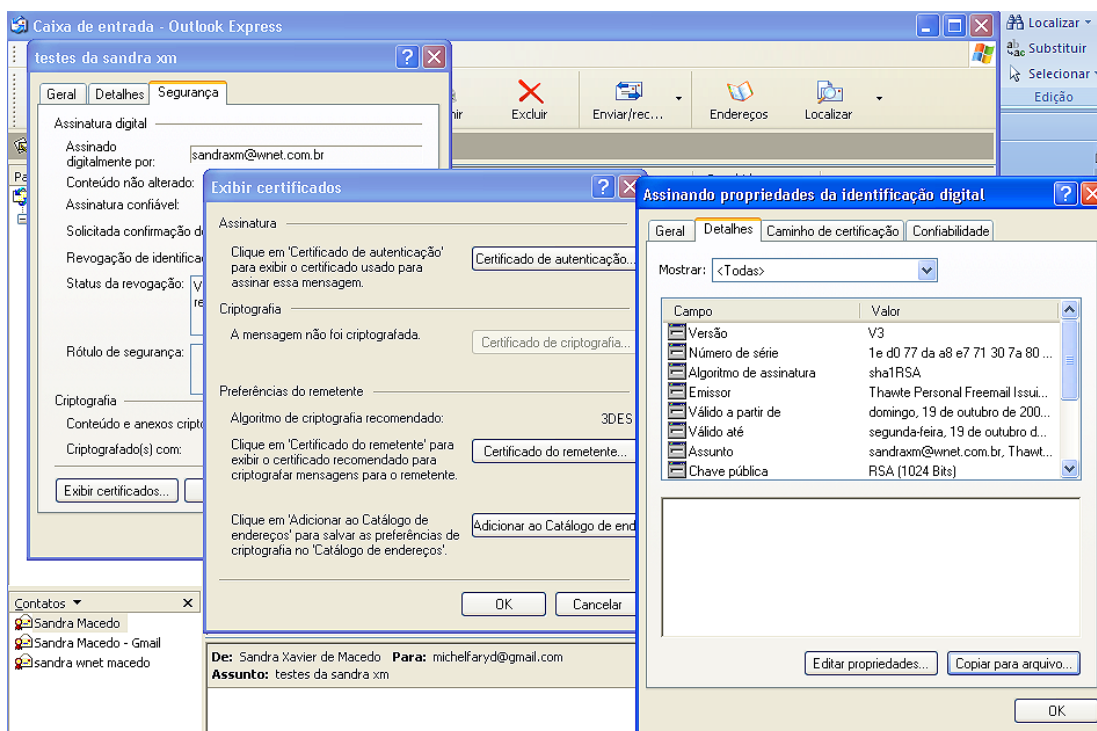 Caixa de entrada - Outlook Express
Localizar
Substituir
Selecionar
Edição
Excluir
Enviar/rec...
Endereços
Localizar
testes da sandra xm
Geral
Detalhes
Segurança
Assinatura digital
Assinado
digitalmente por:
sandraxm@wnet.com.br
Conteúdo não alterado:
Assinatura confiável:
Solicitada confirmação d
Revogação de identifica
Status da revogação:
Rótulo de segurança:
Criptografia
Conteúdo e anexos cripto
Criptografado(s) com:
Exibir certificados...
Exibir certificados
Assinatura
Clique em 'Certificado de autenticação'
para exibir o certificado usado para
assinar essa mensagem.
Certificado de autenticação...
Criptografia
A mensagem não foi criptografada.
Certificado de criptografia...
Preferências do remetente
Algoritmo de criptografia recomendado:
3DES
Clique em 'Certificado do remetente' para
exibir o certificado recomendado para
criptografar mensagens para o remetente.
Certificado do remetente...
Clique em 'Adicionar ao Catálogo de
endereços' para salvar as preferências de
criptografia no 'Catálogo de endereços'.
Adicionar ao Catálogo de end
OK
Cancelar
Assinando propriedades da identificação digital
Geral
Detalhes
Caminho de certificação
Confiabilidade
Mostrar:
<Todas>
Campo Valor
Versão V3
Número de série 1e d0 77 da a8 e7 71 30 7a 80 ...
Algoritmo de assinatura sha1RSA
Emissor Thawte Personal Freemail Issui...
Válido a partir de domingo, 19 de outubro de 200...
Válido até segunda-feira, 19 de outubro d...
Assunto sandraxm@wnet.com.br, Thawt...
Chave pública RSA (1024 Bits)
Editar propriedades...
Copiar para arquivo...
OK
Contatos
Sandra Macedo
Sandra Macedo - Gmail
sandra wnet macedo
De: Sandra Xavier de Macedo Para: michelfaryd@gmail.com
Assunto: testes da sandra xm